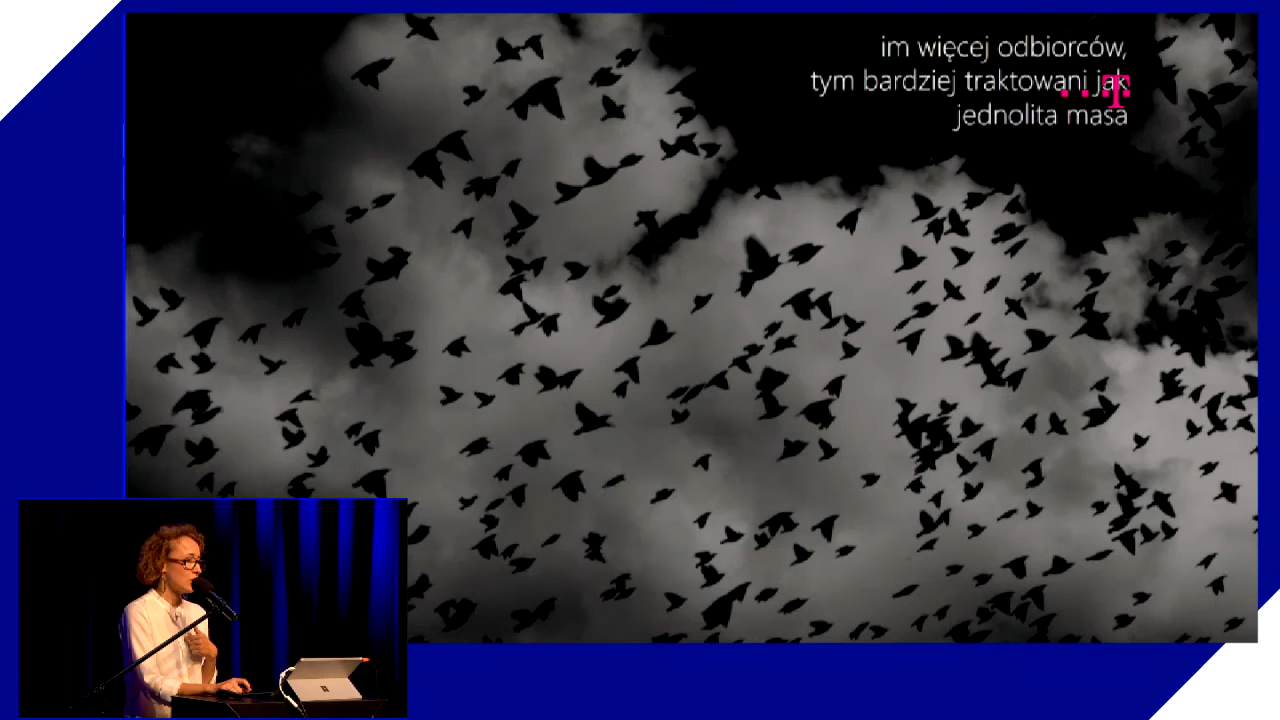 im więcej odbiorców,
tym bardziej traktowani jak
jednolita masa